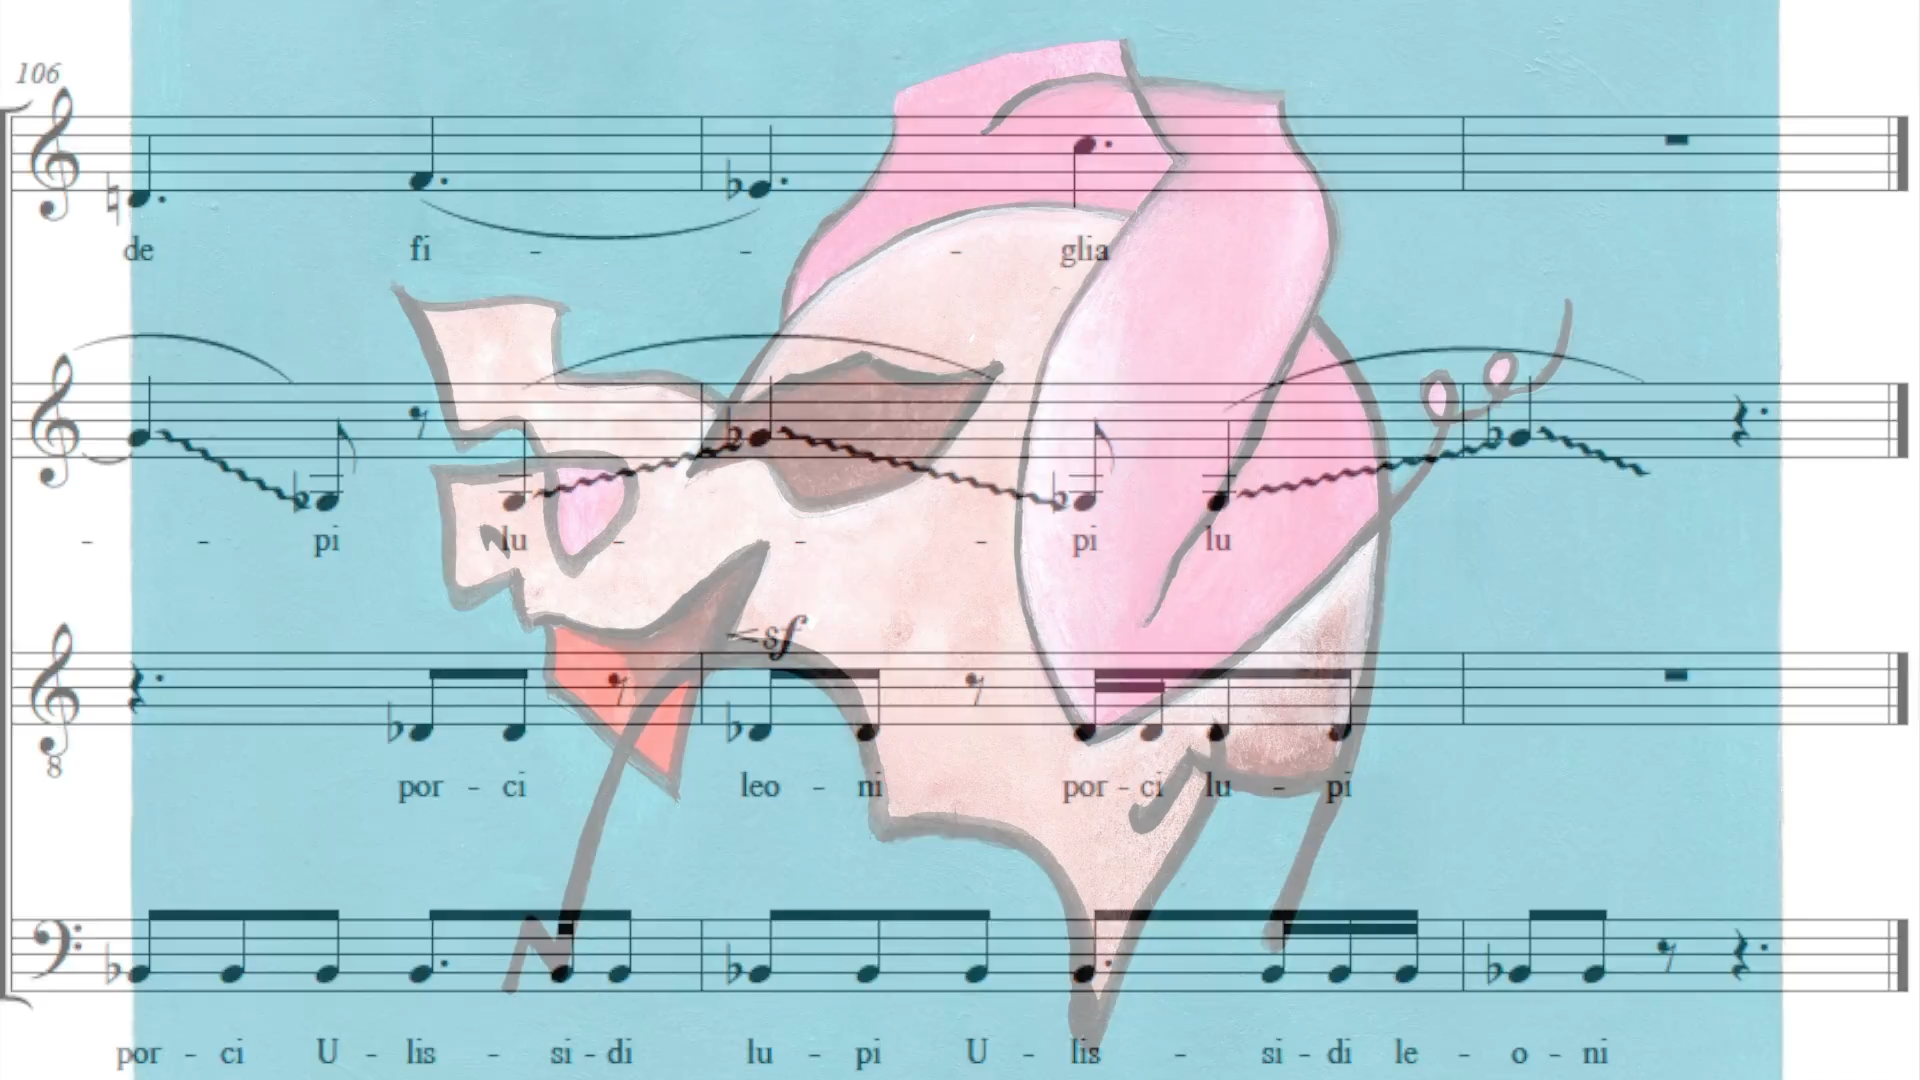 106
de fi - - - glia
- - pi lu - - - pi lu
sf
8
por - ci leo - ni por - ci lu - pi
por - ci U - lis - si - di lu - pi U - lis - si - di le - o - ni